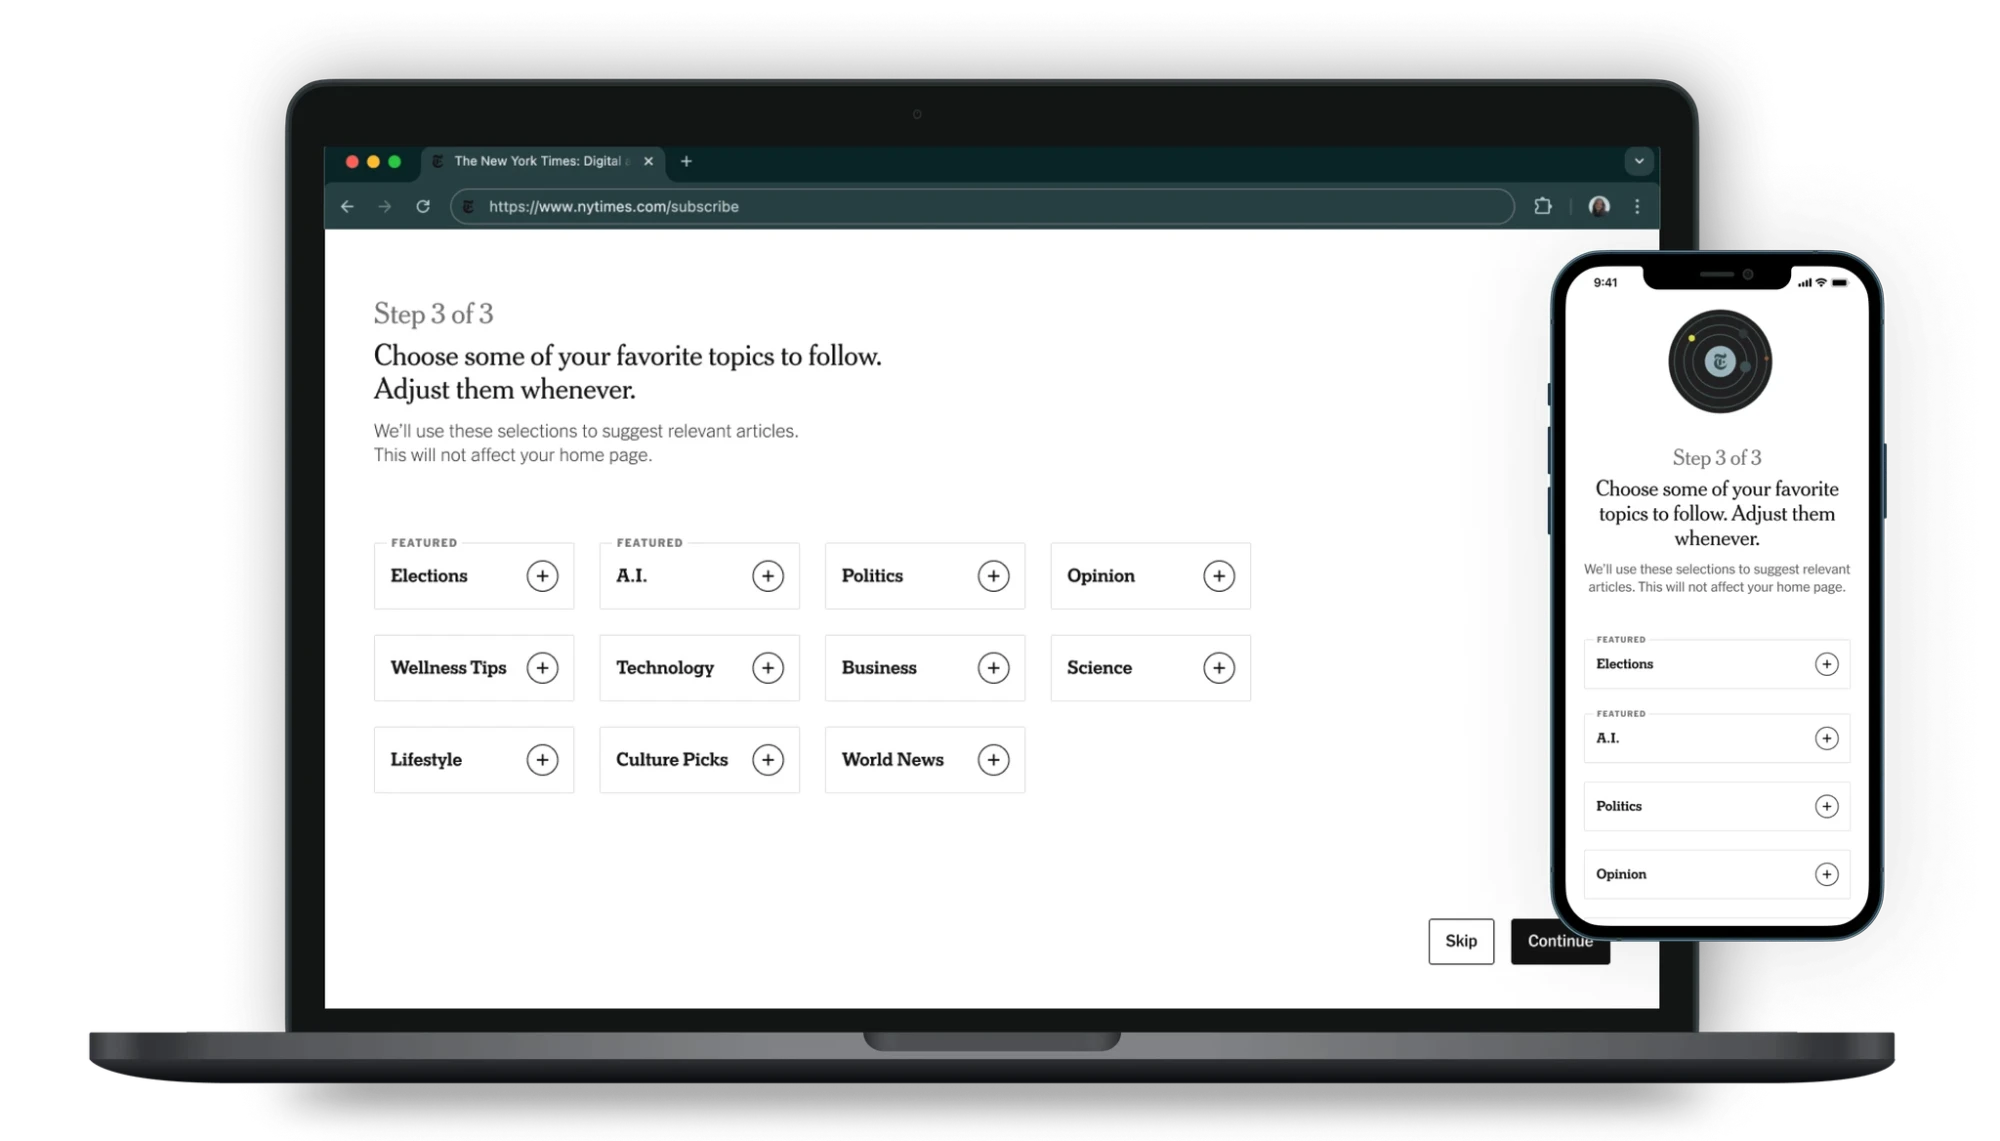 The New York Times: Digital
https://www.nytimes.com/subscribe
Step 3 of 3
Choose some of your favorite topics to follow.
Adjust them whenever.
We'll use these selections to suggest relevant articles.
This will not affect your home page.
FEATURED
Elections
FEATURED
A.I.
Politics
Opinion
Wellness Tips
Technology
Business
Science
Lifestyle
Culture Picks
World News
Skip
Continue
9:41
Step 3 of 3
Choose some of your favorite
topics to follow. Adjust them
whenever.
We'll use these selections to suggest relevant
articles. This will not affect your home page.
FEATURED
Elections
FEATURED
A.I.
Politics
Opinion